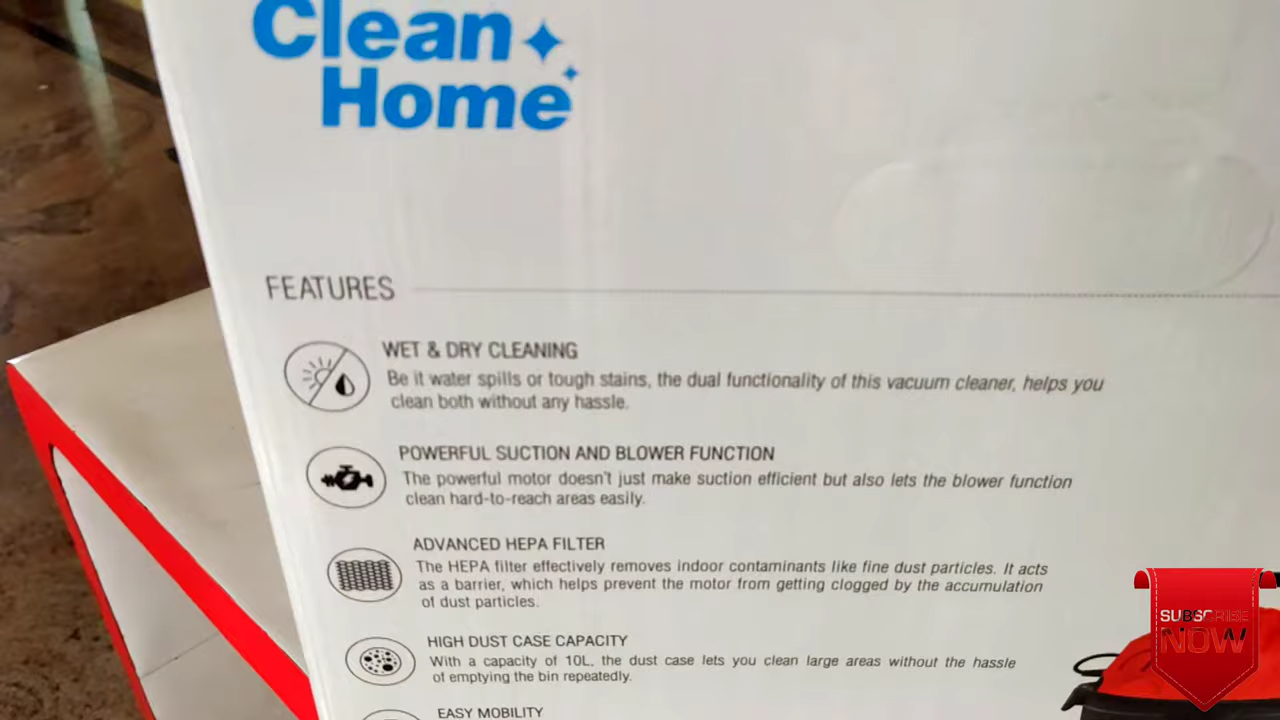 Clean
Home
FEATURES
WET & DRY CLEANING
Be it water spills or tough stains, the dual functionality of this vacuum cleaner, helps you
clean both without any hassle.
POWERFUL SUCTION AND BLOWER FUNCTION
The powerful motor doesn't just make suction efficient but also lets the blower function
clean hard-to-reach areas easily.
ADVANCED HEPA FILTER
The HEPA filter effectively removes indoor contaminants like fine dust particles. It acts
as a barrier, which helps prevent the motor from getting clogged by the accumulation
of dust particles.
HIGH DUST CASE CAPACITY
With a capacity of 10L, the dust case lets you clean large areas without the hassle
of emptying the bin repeatedly.
EASY MOBILITY
SUBSCRIBE
NOW